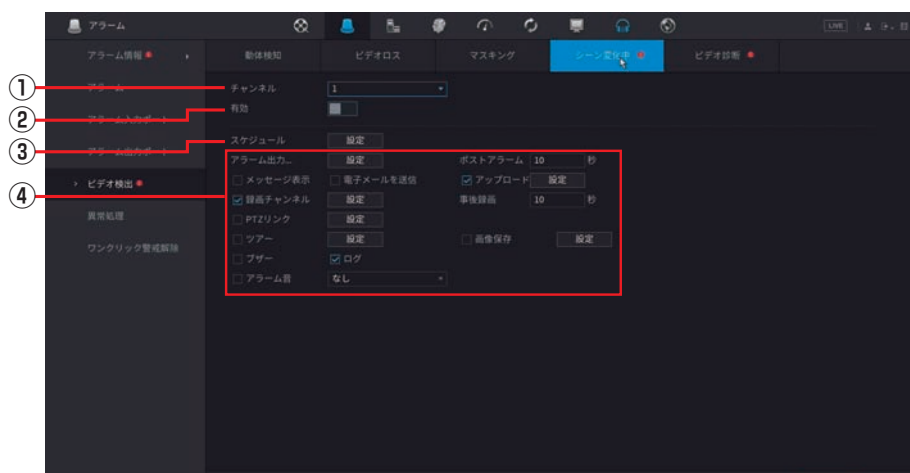 アラーム
LIVE
アラーム情報
動体検知 ビデオロス マスキング シーン変化中 ビデオ診断
① アラーム
チャンネル 1
② アラーム入力ポート
有効
③ アラーム出力ポート
スケジュール 設定
アラーム出力... 設定 ポストアラーム 10 秒
④ ビデオ検出
メッセージ表示 電子メールを送信 アップロード 設定
録画チャンネル 設定 事後録画 10 秒
異常処理
PTZリンク 設定
ツアー 設定 画像保存 設定
ワンクリック警戒解除
ブザー ログ
アラーム音 なし